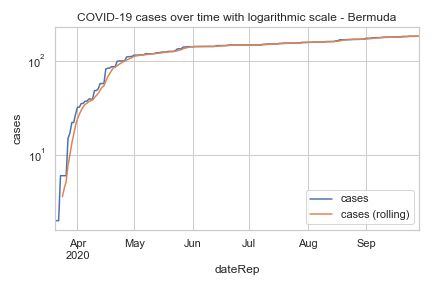 COVID-19 cases over time with logarithmic scale - Bermuda
10²
10¹
cases
Apr
2020
May
Jun
Jul
Aug
Sep
dateRep
cases
cases (rolling)